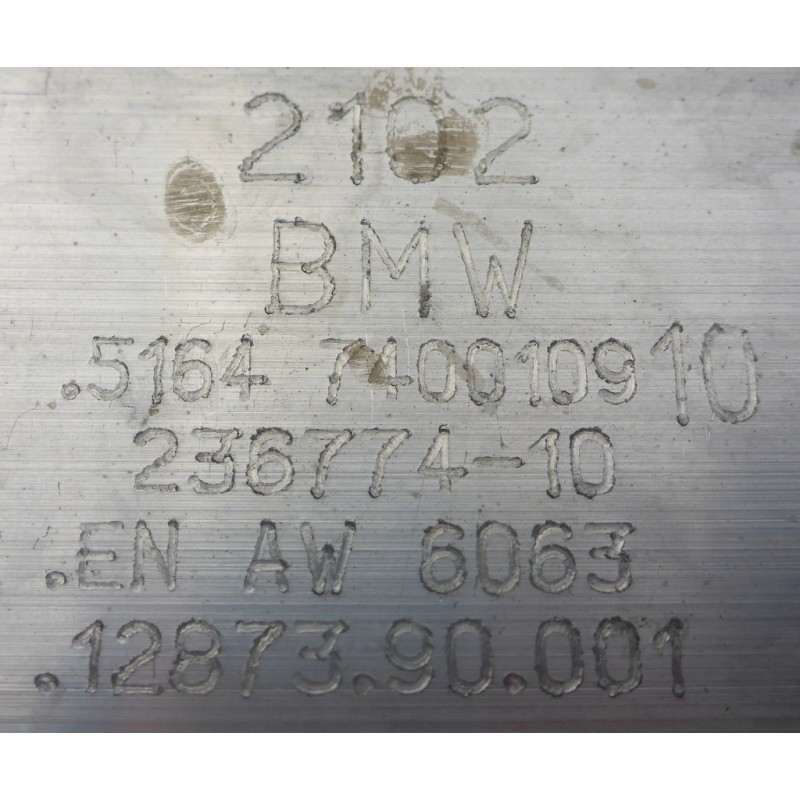 2102
BMW
.5164 7400109 10
236774-10
.EN AW 6063
.12873.90.001